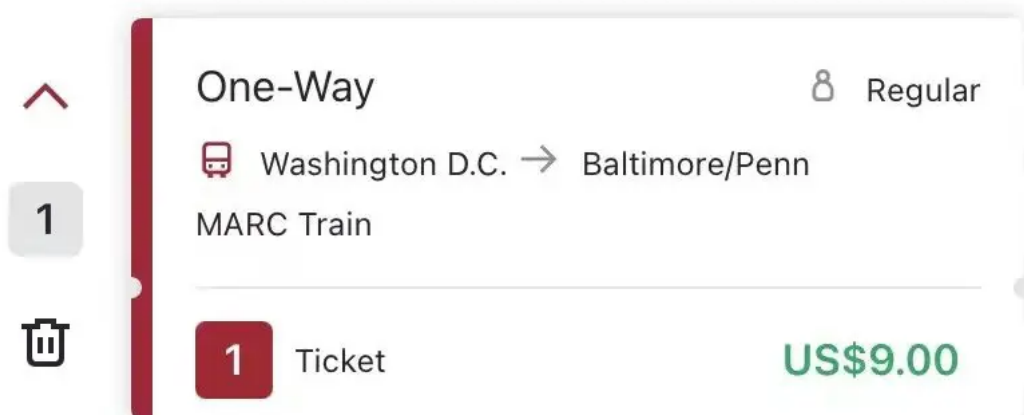 One-Way
Regular
Washington D.C. → Baltimore/Penn
MARC Train
1
1 Ticket
US$9.00